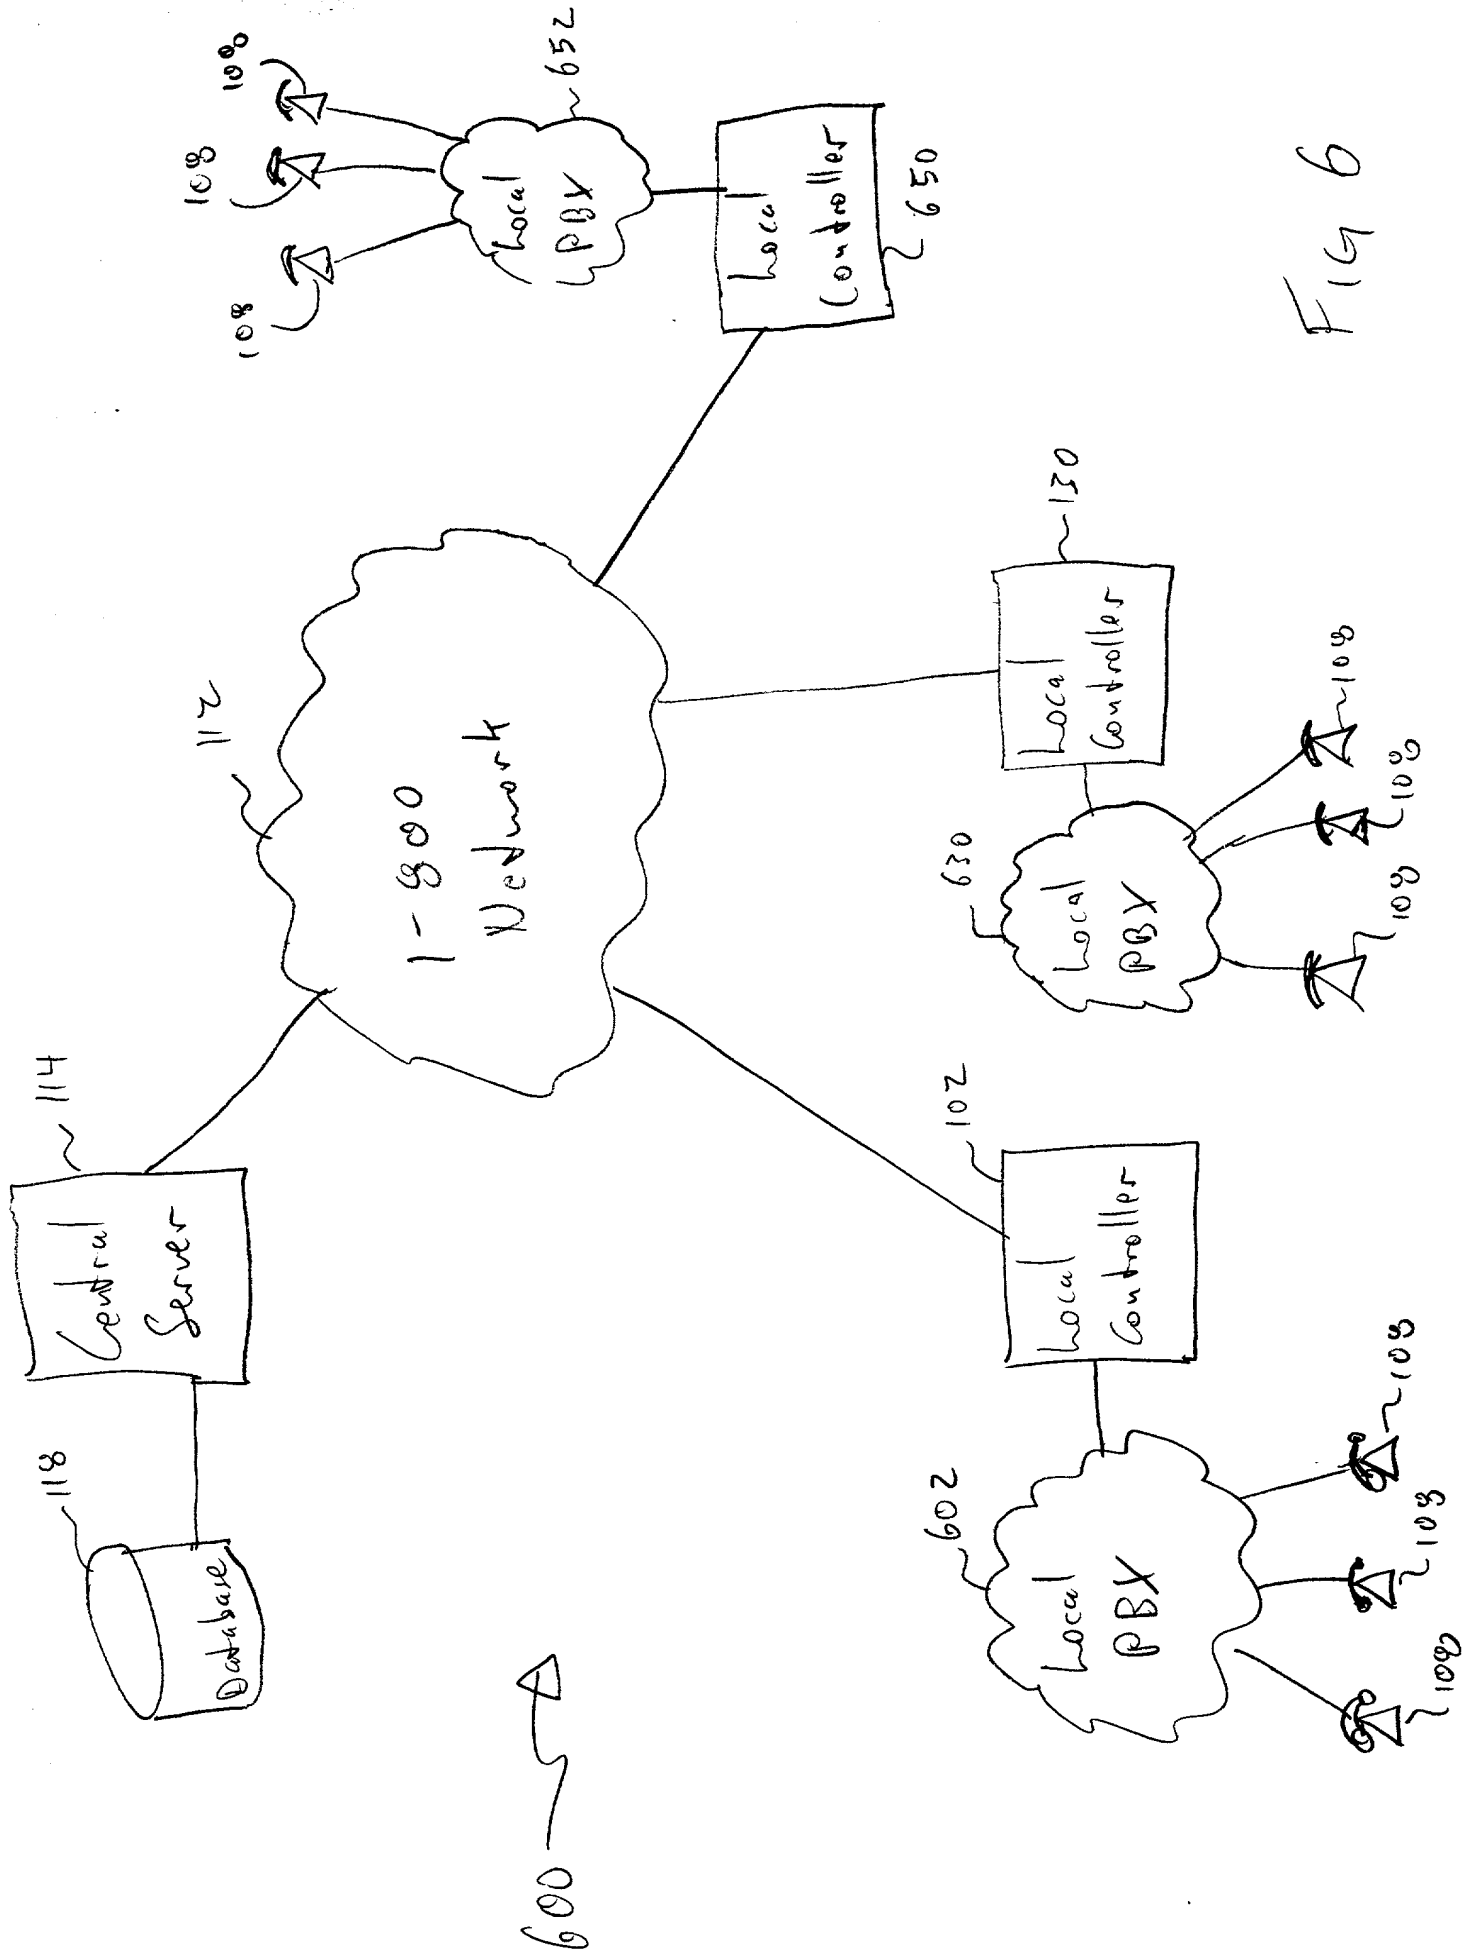 118
114
Database
Central
Server
112
1-800
Network
108
108
108
Local
PBX
652
Local
Controller
650
600
602
Local
PBX
102
Local
Controller
630
Local
PBX
130
Local
Controller
108
108
108
108
108
108
FIG 6